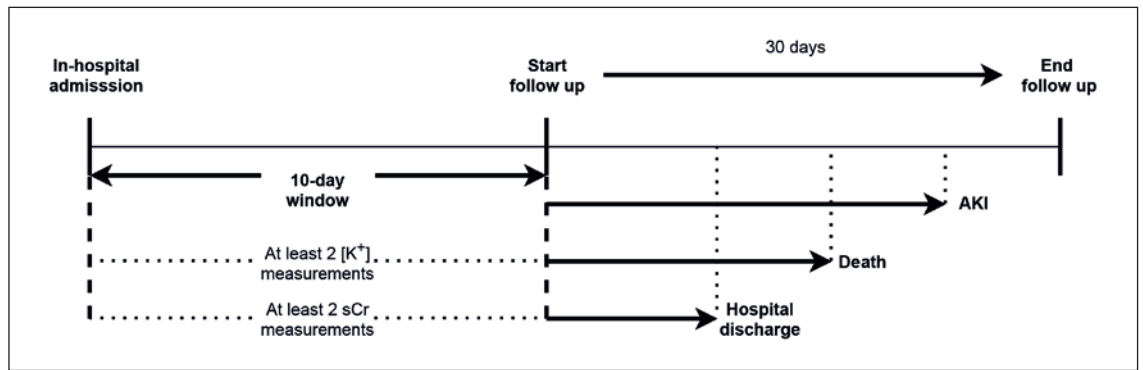 30 days
In-hospital
admisssion
Start
follow up
End
follow up
10-day
window
AKI
At least 2 [K⁺]
measurements
Death
At least 2 sCr
measurements
Hospital
discharge